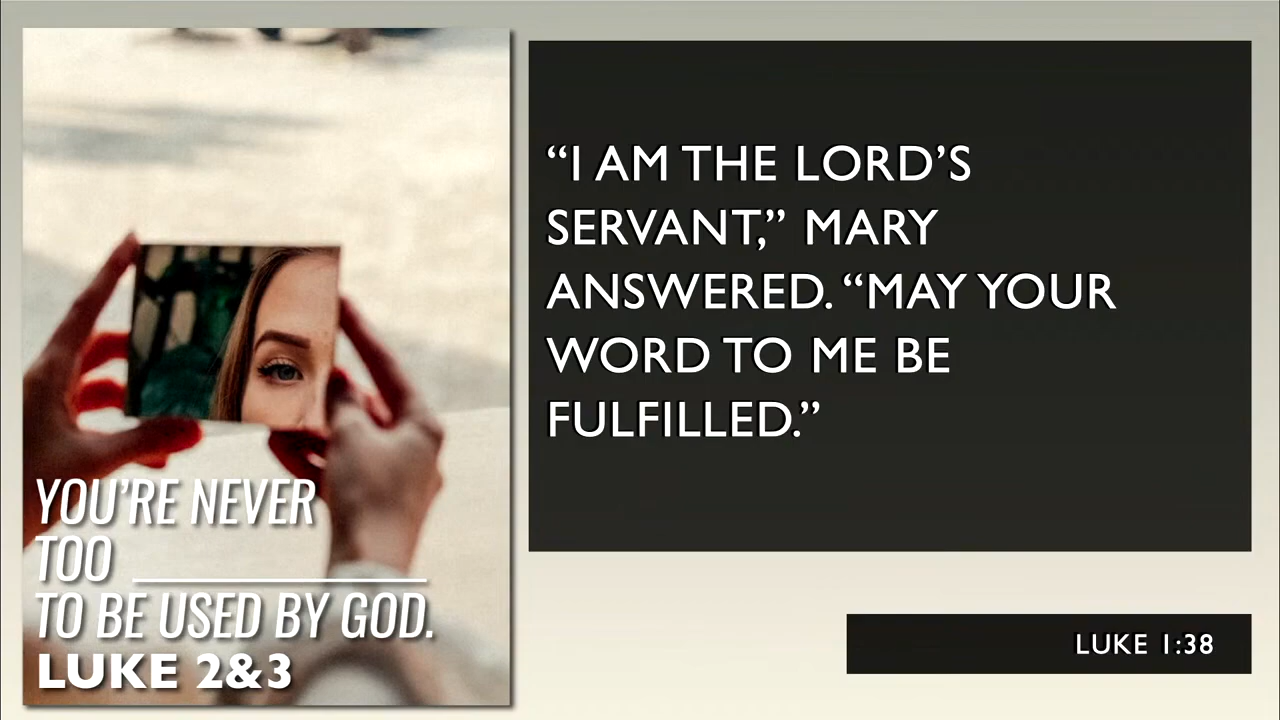 YOU’RE NEVER
TOO ____________
TO BE USED BY GOD.
LUKE 2&3
“I AM THE LORD’S
SERVANT,” MARY
ANSWERED. “MAY YOUR
WORD TO ME BE
FULFILLED.”
LUKE 1:38